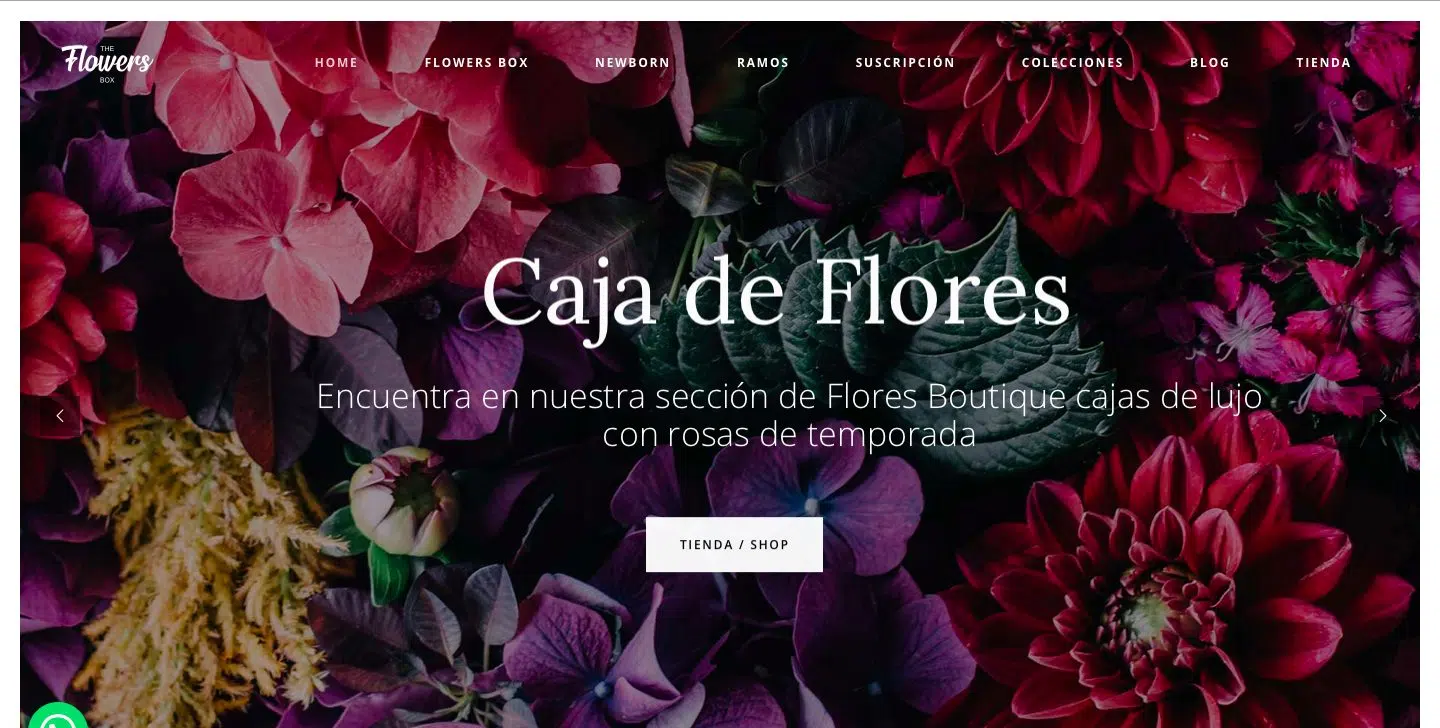 THE
Flowers
BOX
HOME FLOWERS BOX NEWBORN RAMOS SUSCRIPCIÓN COLECCIONES BLOG TIENDA
Caja de Flores
Encuentra en nuestra sección de Flores Boutique cajas de lujo
con rosas de temporada
TIENDA / SHOP